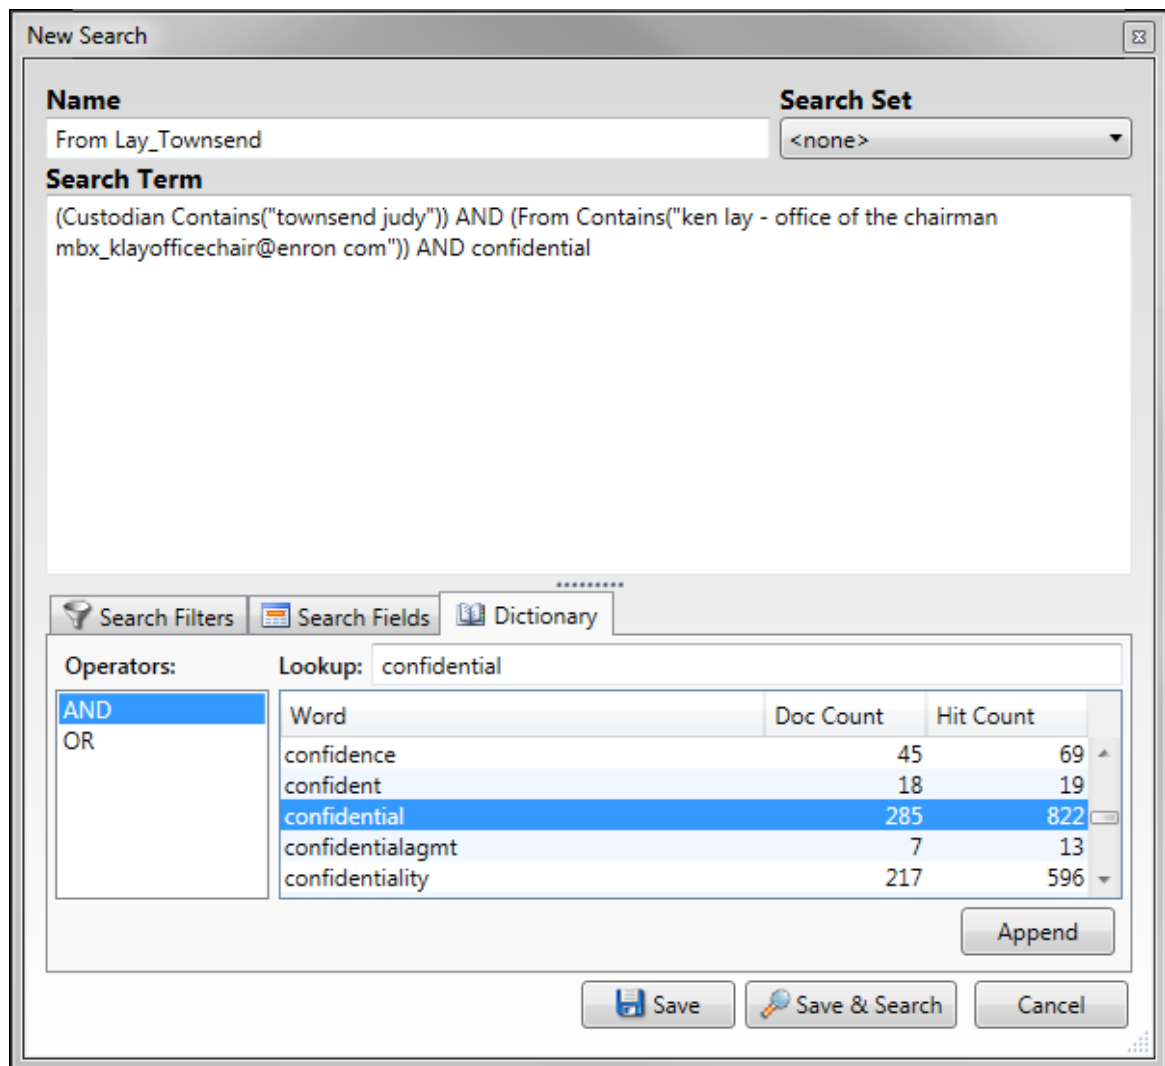 New Search
Name
Search Set
From Lay_Townsend
<none>
Search Term
(Custodian Contains("townsend judy")) AND (From Contains("ken lay - office of the chairman
mbx_klayofficechair@enron com")) AND confidential
Search Filters
Search Fields
Dictionary
Operators:
Lookup: confidential
AND
OR
Word Doc Count Hit Count
confidence 45 69
confident 18 19
confidential 285 822
confidentialagmt 7 13
confidentiality 217 596
Append
Save
Save & Search
Cancel